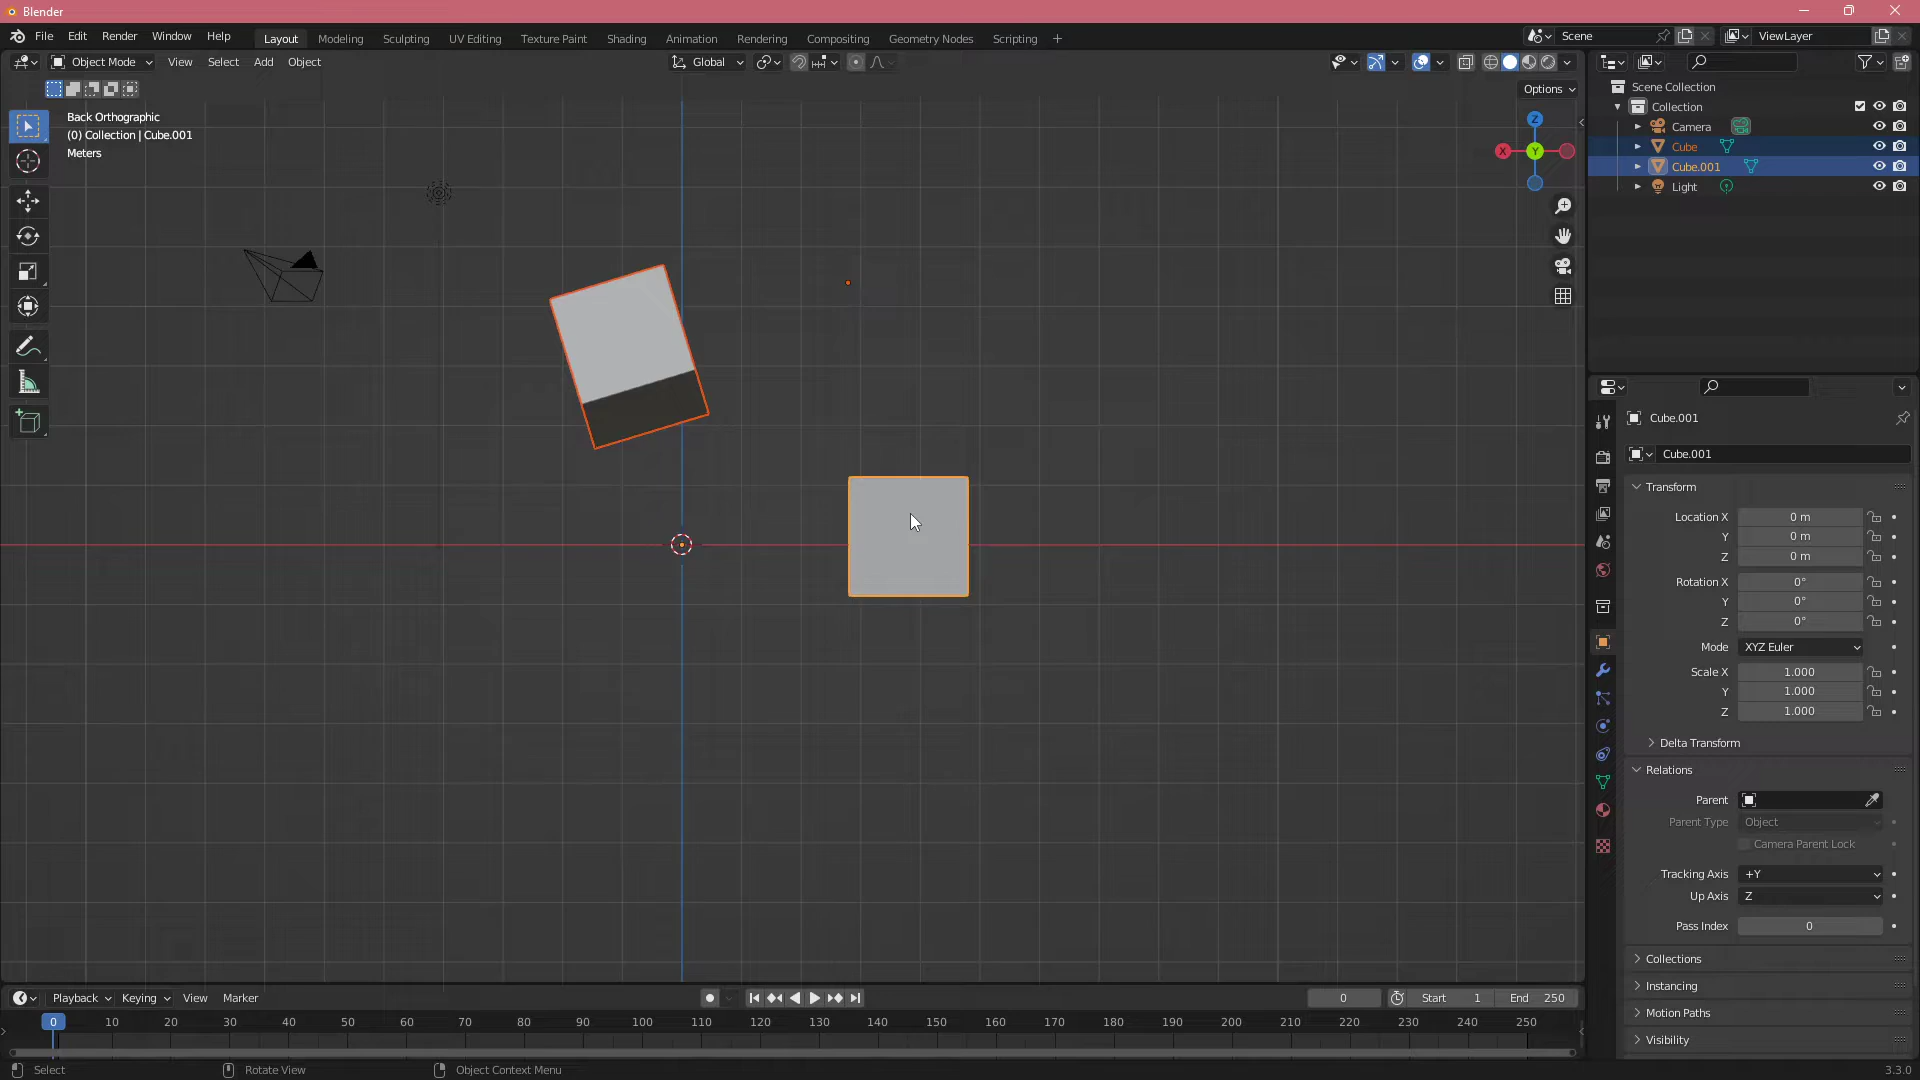 Blender
File Edit Render Window Help Layout Modeling Sculpting UV Editing Texture Paint Shading Animation Rendering Compositing Geometry Nodes Scripting + Scene ViewLayer
Object Mode View Select Add Object Global
Options
Back Orthographic
(0) Collection | Cube.001
Meters
Z
X
Y
Scene Collection
Collection
Camera
Cube
Cube.001
Light
Cube.001
Cube.001
Transform
Location X 0 m
Y 0 m
Z 0 m
Rotation X 0°
Y 0°
Z 0°
Mode XYZ Euler
Scale X 1.000
Y 1.000
Z 1.000
Delta Transform
Relations
Parent
Parent Type Object
Camera Parent Lock
Tracking Axis +Y
Up Axis Z
Pass Index 0
Collections
Instancing
Motion Paths
Visibility
Playback Keying View Marker 0 Start 1 End 250
0 10 20 30 40 50 60 70 80 90 100 110 120 130 140 150 160 170 180 190 200 210 220 230 240 250
Select Rotate View Object Context Menu 3.3.0